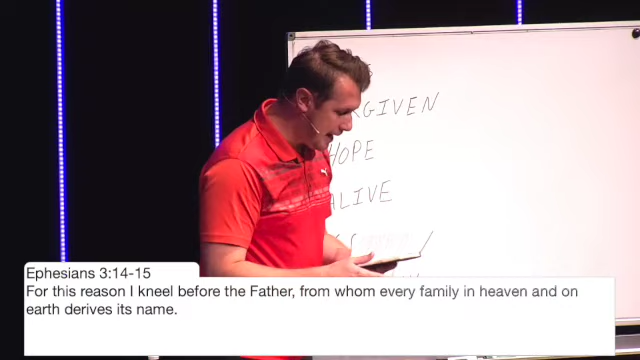 RGIVEN
HOPE
ALIVE
Ephesians 3:14-15
For this reason I kneel before the Father, from whom every family in heaven and on
earth derives its name.